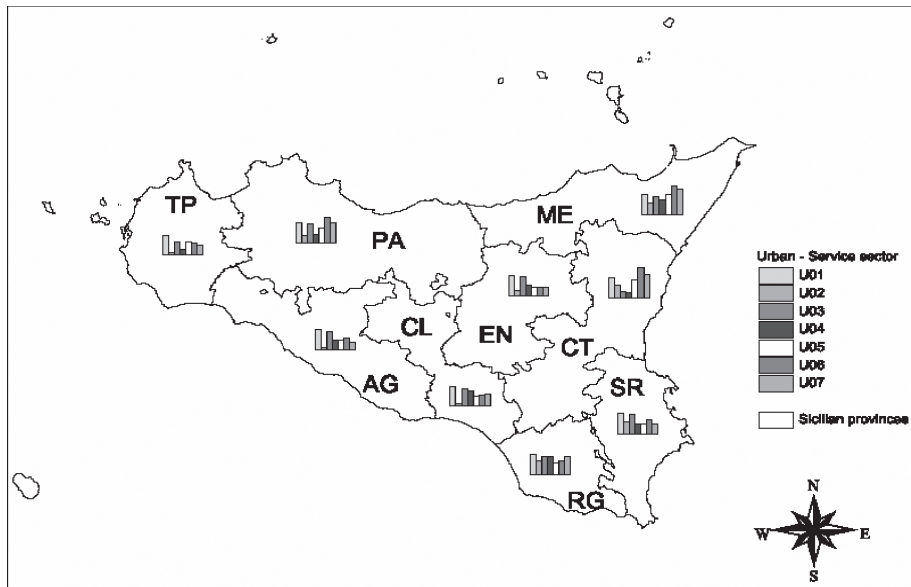 TP
PA
ME
CL
EN
CT
AG
SR
RG
Urban - Service sector
U01
U02
U03
U04
U05
U06
U07
Sicilian provinces
N
W E
S